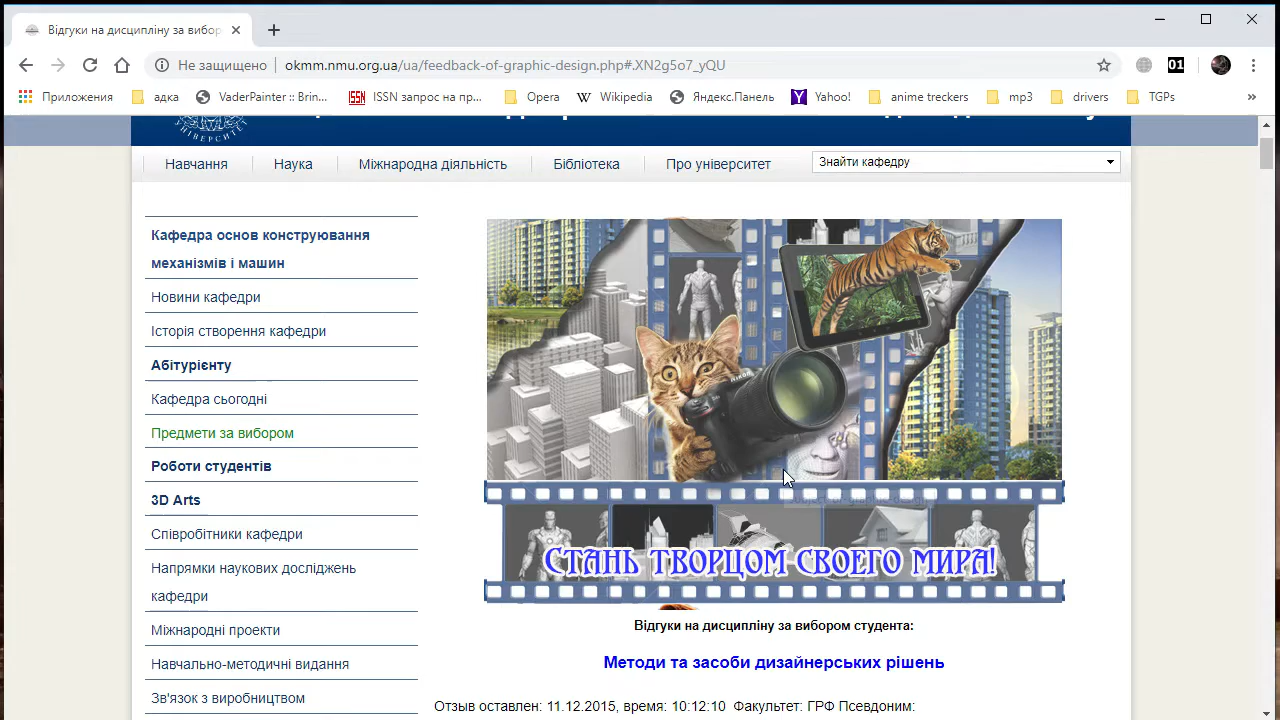 Відгуки на дисципліну за вибор
Не защищено
okmm.nmu.org.ua/ua/feedback-of-graphic-design.php#.XN2g5o7_yQU
01
Приложения
адка
VaderPainter :: Brin...
ISSN запрос на пр...
Opera
Wikipedia
Яндекс.Панель
Yahoo!
anime treckers
mp3
drivers
TGPs
»
Навчання
Наука
Міжнародна діяльність
Бібліотека
Про університет
Знайти кафедру
Кафедра основ конструювання
механізмів і машин
Новини кафедри
Історія створення кафедри
Абітурієнту
Кафедра сьогодні
Предмети за вибором
Роботи студентів
3D Arts
Співробітники кафедри
Напрямки наукових досліджень
кафедри
Міжнародні проекти
Навчально-методичні видання
Зв'язок з виробництвом
Nikon
СТАНЬ ТВОРЦОМ СВОЕГО МИРА!
Відгуки на дисципліну за вибором студента:
Методи та засоби дизайнерських рішень
Отзыв оставлен: 11.12.2015, время: 10:12:10 Факультет: ГРФ Псевдоним: